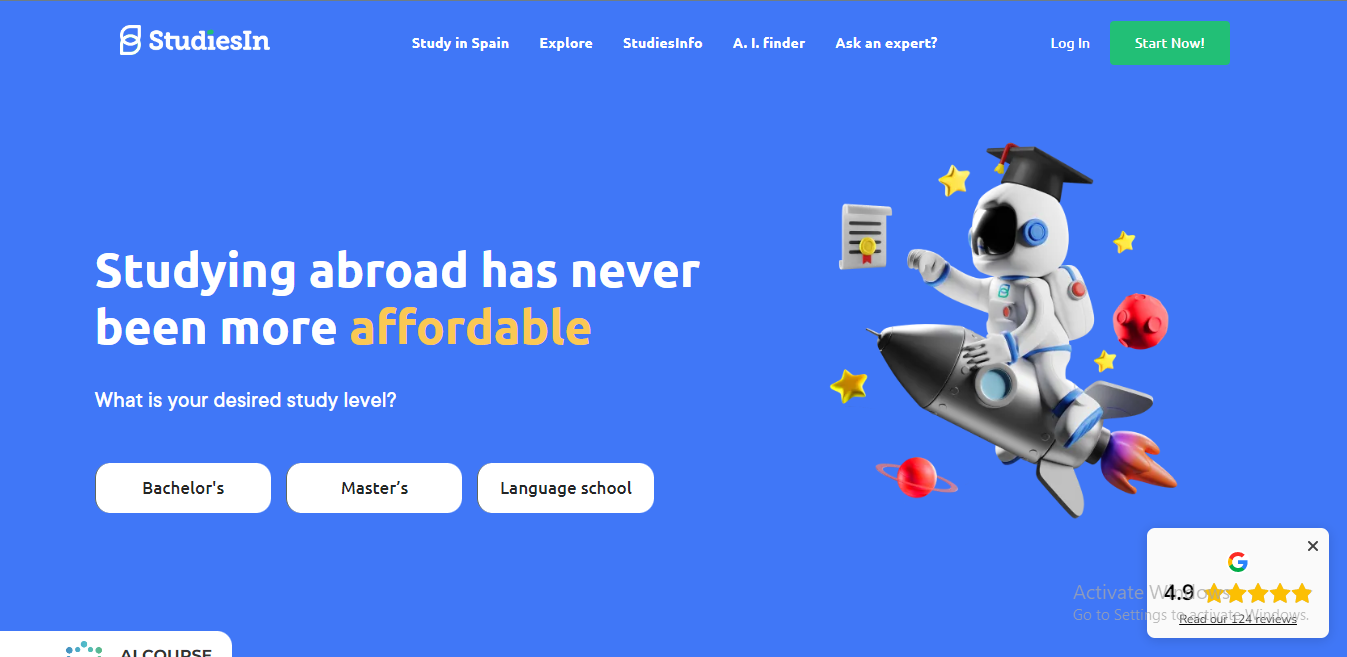 StudiesIn
Study in Spain
Explore
StudiesInfo
A. I. finder
Ask an expert?
Log In
Start Now!
Studying abroad has never
been more affordable
What is your desired study level?
Bachelor's
Master’s
Language school
4.9
Read our 124 reviews
Activate Windows
Go to Settings to activate Windows.
AI COURSE